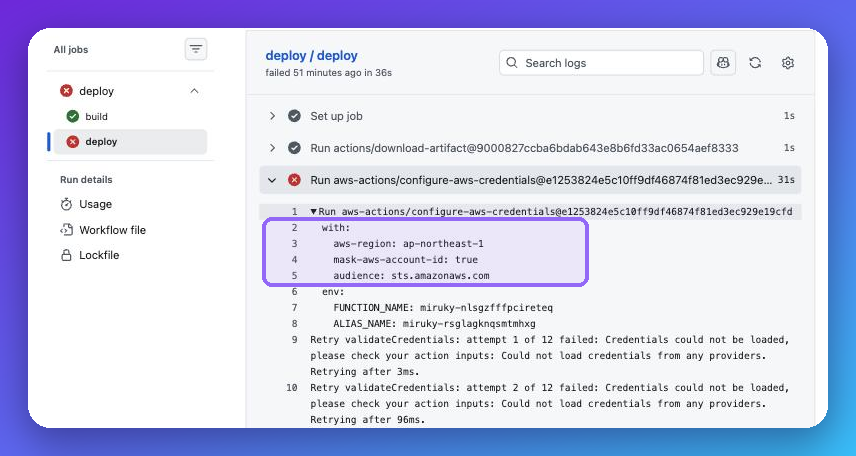 All jobs
deploy
build
deploy
Run details
Usage
Workflow file
Lockfile
deploy / deploy
failed 51 minutes ago in 36s
Search logs
Set up job 1s
Run actions/download-artifact@9000827ccba6bdab643e8b6fd33ac0654aef8333 1s
Run aws-actions/configure-aws-credentials@e1253824e5c10ff9df46874f81ed3ec929e... 31s
1 ▼Run aws-actions/configure-aws-credentials@e1253824e5c10ff9df46874f81ed3ec929e19cfd
2 with:
3 aws-region: ap-northeast-1
4 mask-aws-account-id: true
5 audience: sts.amazonaws.com
6 env:
7 FUNCTION_NAME: miruky-nlsgzfffpcireteq
8 ALIAS_NAME: miruky-rsglagknqsmtmhxg
9 Retry validateCredentials: attempt 1 of 12 failed: Credentials could not be loaded,
please check your action inputs: Could not load credentials from any providers.
Retrying after 3ms.
10 Retry validateCredentials: attempt 2 of 12 failed: Credentials could not be loaded,
please check your action inputs: Could not load credentials from any providers.
Retrying after 96ms.